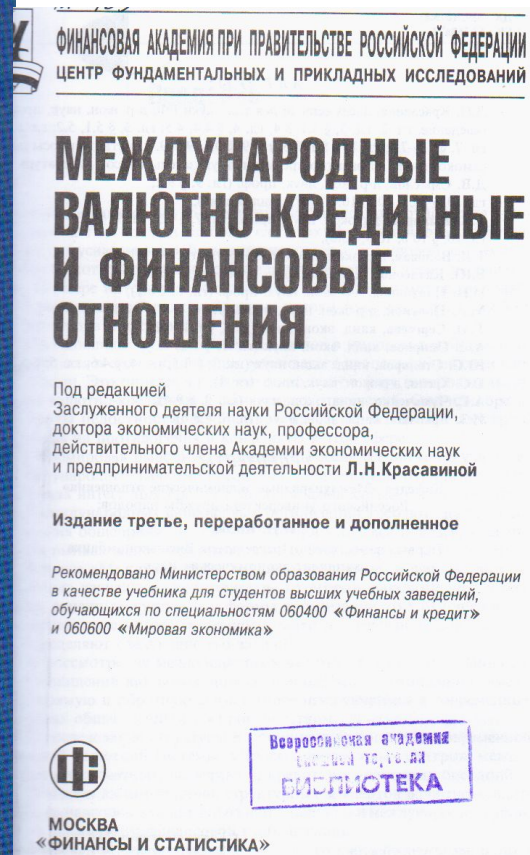 ФИНАНСОВАЯ АКАДЕМИЯ ПРИ ПРАВИТЕЛЬСТВЕ РОССИЙСКОЙ ФЕДЕРАЦИИ
ЦЕНТР ФУНДАМЕНТАЛЬНЫХ И ПРИКЛАДНЫХ ИССЛЕДОВАНИЙ
МЕЖДУНАРОДНЫЕ
ВАЛЮТНО-КРЕДИТНЫЕ
И ФИНАНСОВЫЕ
ОТНОШЕНИЯ
Под редакцией
Заслуженного деятеля науки Российской Федерации,
доктора экономических наук, профессора,
действительного члена Академии экономических наук
и предпринимательской деятельности Л.Н.Красавиной
Издание третье, переработанное и дополненное
Рекомендовано Министерством образования Российской Федерации
в качестве учебника для студентов высших учебных заведений,
обучающихся по специальностям 060400 «Финансы и кредит»
и 060600 «Мировая экономика»
Всероссийская академия
БИБЛИОТЕКА
МОСКВА
«ФИНАНСЫ И СТАТИСТИКА»